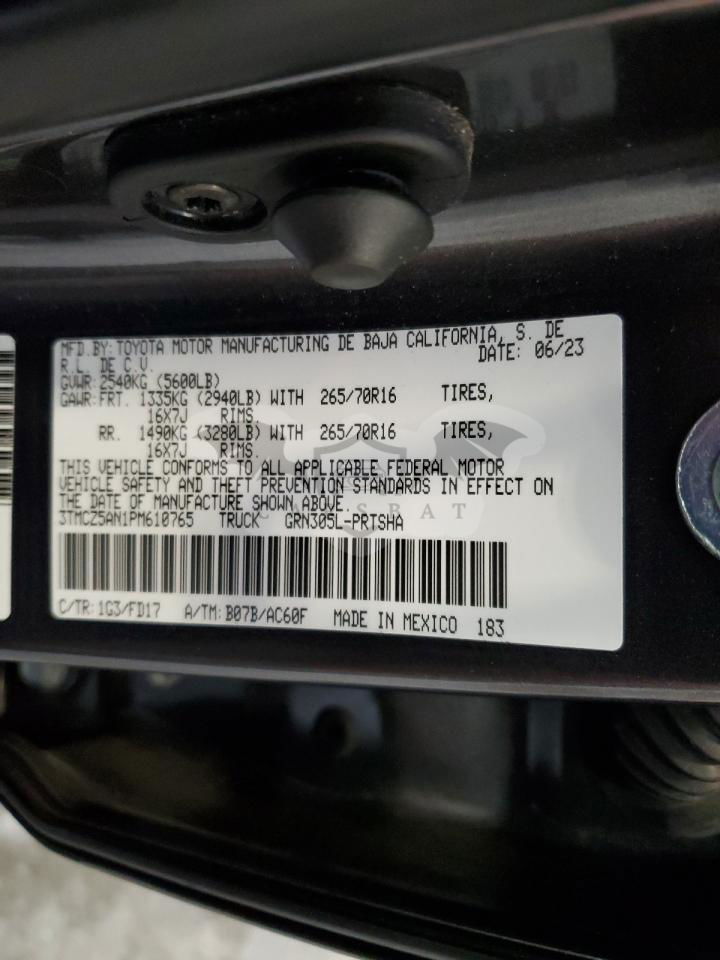 MFD.BY:TOYOTA MOTOR MANUFACTURING DE BAJA CALIFORNIA, S. DE
R.L. DE C.V. DATE: 06/23
GVWR:2540KG (5600LB)
GAWR:FRT. 1335KG (2940LB) WITH 265/70R16 TIRES,
16X7J RIMS.
RR. 1490KG (3280LB) WITH 265/70R16 TIRES,
16X7J RIMS.
THIS VEHICLE CONFORMS TO ALL APPLICABLE FEDERAL MOTOR
VEHICLE SAFETY AND THEFT PREVENTION STANDARDS IN EFFECT ON
THE DATE OF MANUFACTURE SHOWN ABOVE.
3TMCZ5AN1PM610765 TRUCK GRN305L-PRTSHA
C/TR:1G3/FD17 A/TM:B07B/AC60F MADE IN MEXICO 183